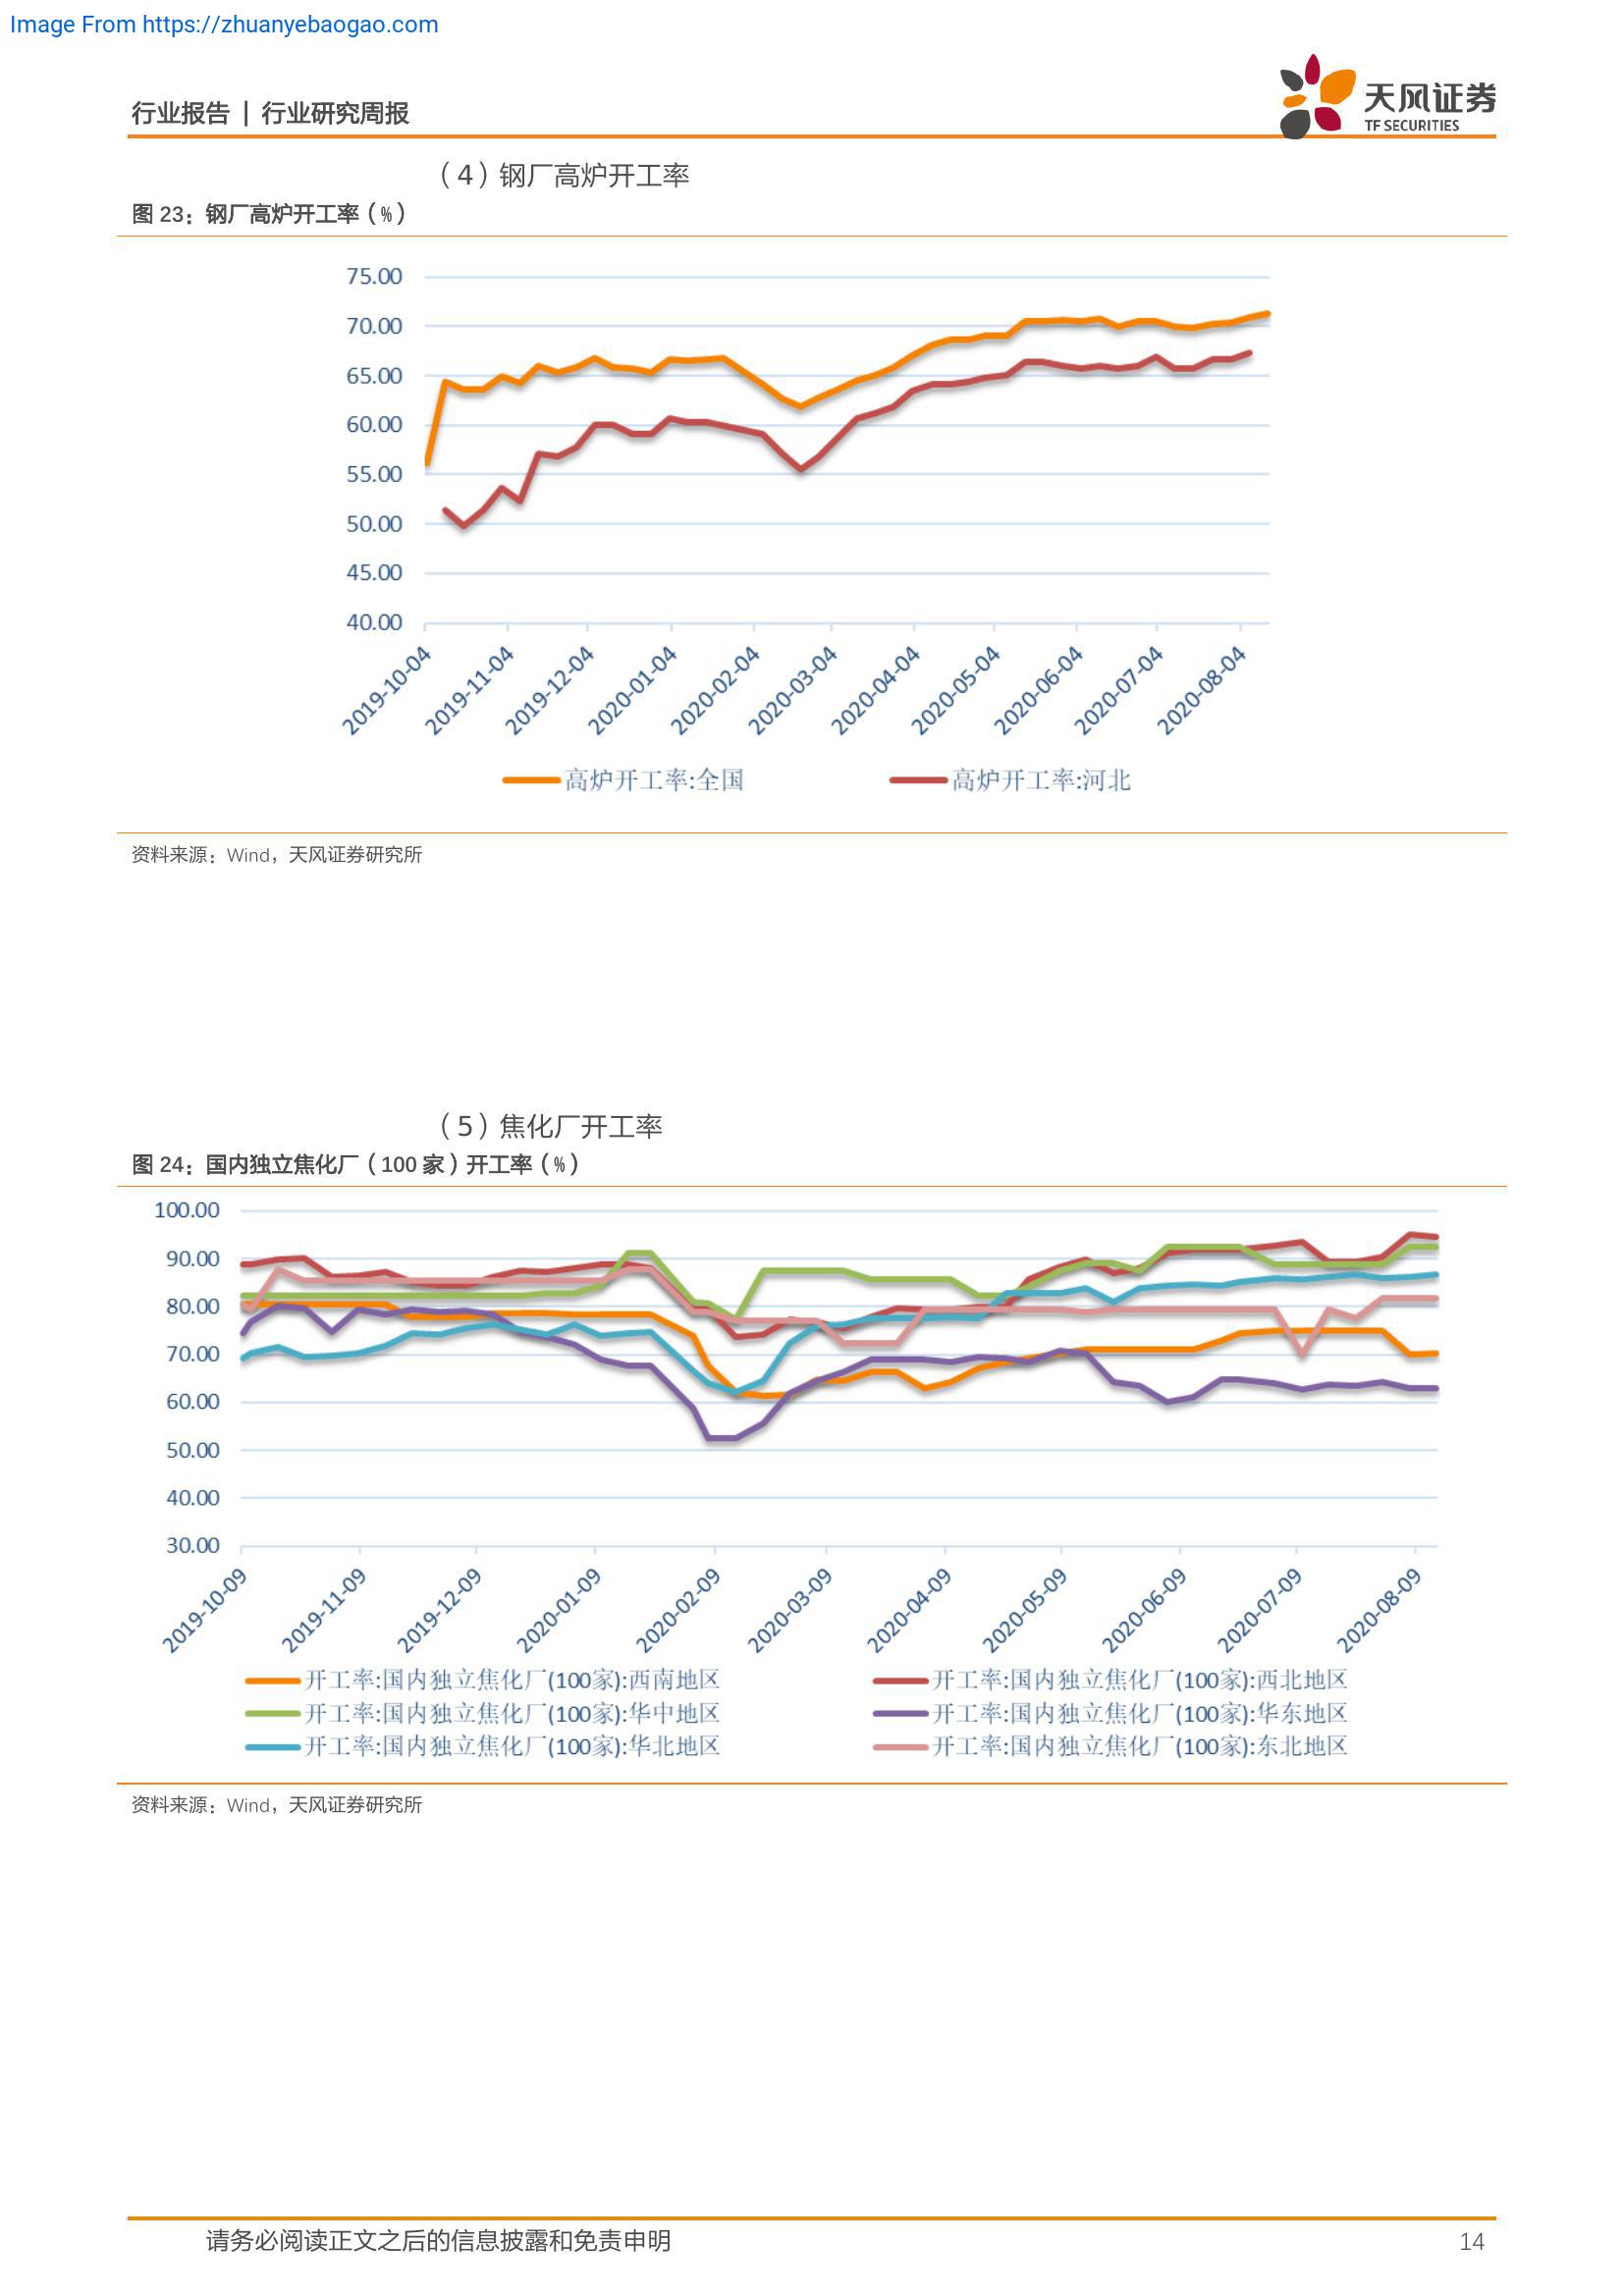 Image From https://zhuanyebaogao.com
行业报告 | 行业研究周报
天风证券
TF SECURITIES
（4）钢厂高炉开工率
图 23：钢厂高炉开工率（%）
75.00
70.00
65.00
60.00
55.00
50.00
45.00
40.00
2019-10-04
2019-11-04
2019-12-04
2020-01-04
2020-02-04
2020-03-04
2020-04-04
2020-05-04
2020-06-04
2020-07-04
2020-08-04
高炉开工率:全国
高炉开工率:河北
资料来源：Wind，天风证券研究所
（5）焦化厂开工率
图 24：国内独立焦化厂（100 家）开工率（%）
100.00
90.00
80.00
70.00
60.00
50.00
40.00
30.00
2019-10-09
2019-11-09
2019-12-09
2020-01-09
2020-02-09
2020-03-09
2020-04-09
2020-05-09
2020-06-09
2020-07-09
2020-08-09
开工率:国内独立焦化厂(100家):西南地区
开工率:国内独立焦化厂(100家):西北地区
开工率:国内独立焦化厂(100家):华中地区
开工率:国内独立焦化厂(100家):华东地区
开工率:国内独立焦化厂(100家):华北地区
开工率:国内独立焦化厂(100家):东北地区
资料来源：Wind，天风证券研究所
请务必阅读正文之后的信息披露和免责申明
14